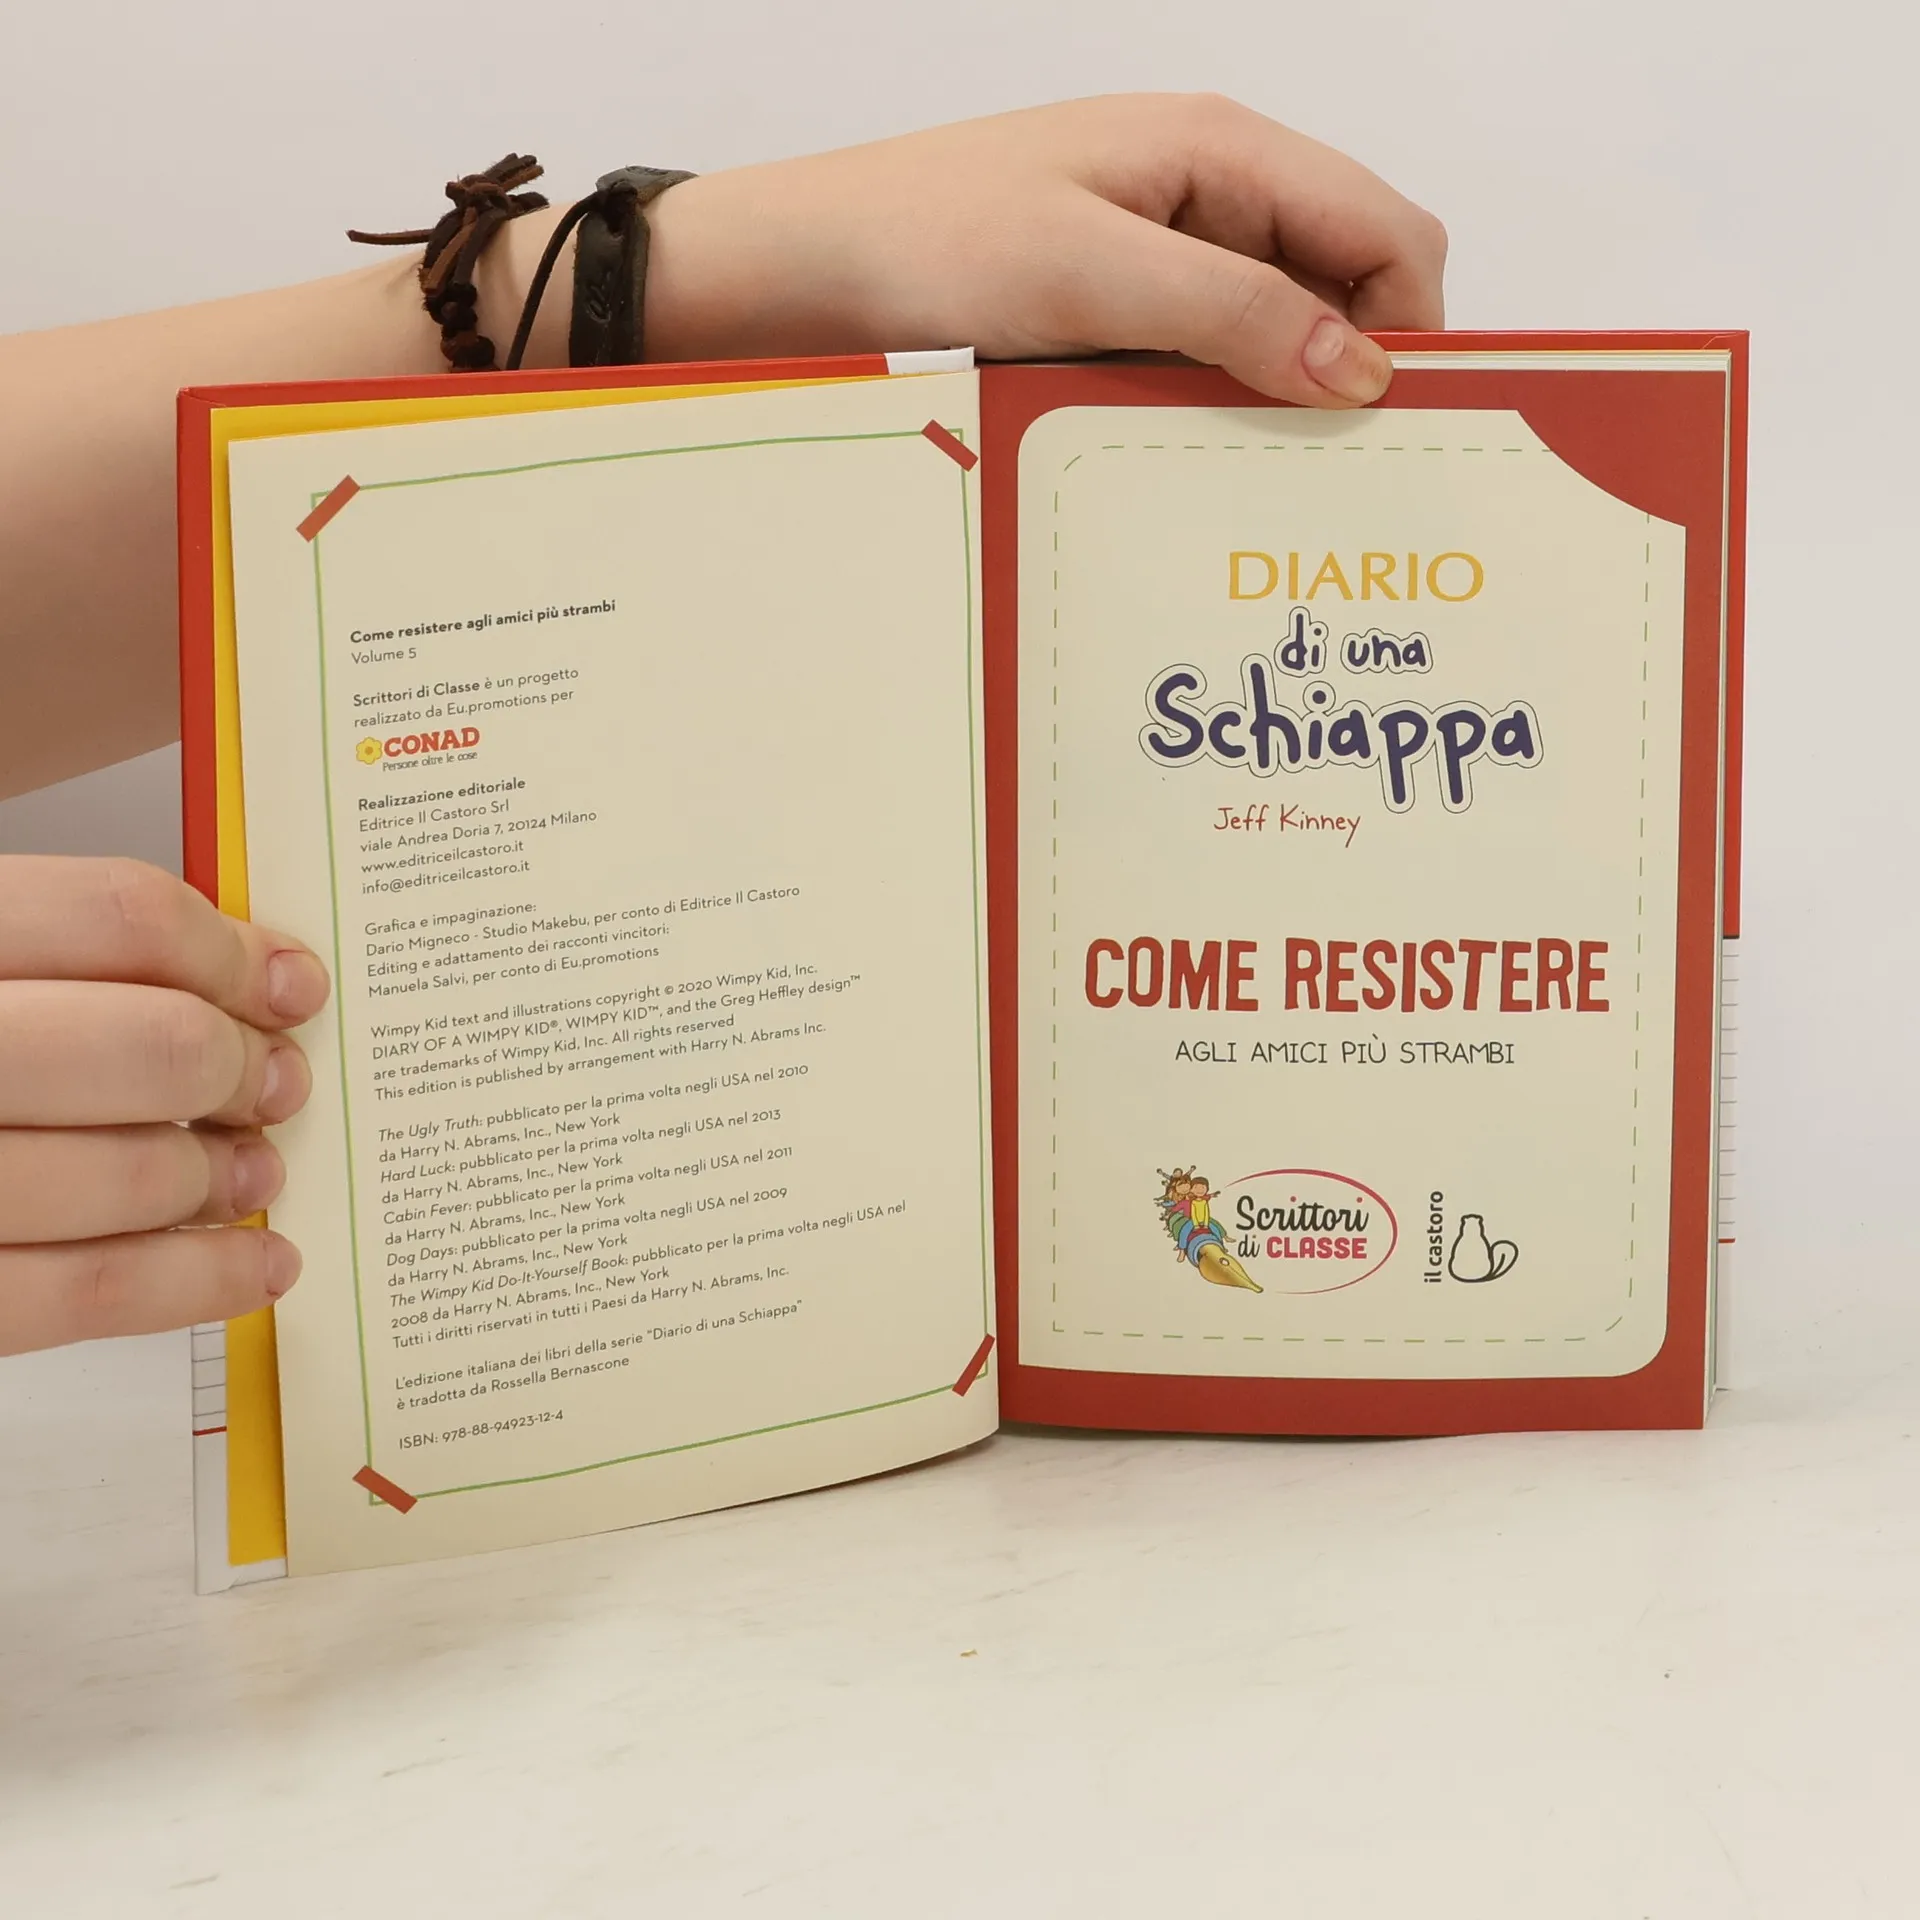 Come resistere agli amici più strambi
Volume 5
Scrittori di Classe è un progetto
realizzato da Eu.promotions per
CONAD
Persone oltre le cose
Realizzazione editoriale
Editrice Il Castoro Srl
viale Andrea Doria 7, 20124 Milano
www.editriceilcastoro.it
info@editriceilcastoro.it
Grafica e impaginazione:
Dario Migneco - Studio Makebu, per conto di Editrice Il Castoro
Editing e adattamento dei racconti vincitori:
Manuela Salvi, per conto di Eu.promotions
Wimpy Kid text and illustrations copyright © 2020 Wimpy Kid, Inc.
DIARY OF A WIMPY KID®, WIMPY KID™, and the Greg Heffley design™
are trademarks of Wimpy Kid, Inc. All rights reserved
This edition is published by arrangement with Harry N. Abrams Inc.
The Ugly Truth: pubblicato per la prima volta negli USA nel 2010
da Harry N. Abrams, Inc., New York
Hard Luck: pubblicato per la prima volta negli USA nel 2013
da Harry N. Abrams, Inc., New York
Cabin Fever: pubblicato per la prima volta negli USA nel 2011
da Harry N. Abrams, Inc., New York
Dog Days: pubblicato per la prima volta negli USA nel 2009
da Harry N. Abrams, Inc., New York
The Wimpy Kid Do-It-Yourself Book: pubblicato per la prima volta negli USA nel
2008 da Harry N. Abrams, Inc., New York
Tutti i diritti riservati in tutti i Paesi da Harry N. Abrams, Inc.
L'edizione italiana dei libri della serie "Diario di una Schiappa"
è tradotta da Rossella Bernascone
ISBN: 978-88-94923-12-4
DIARIO
di una
Schiappa
Jeff Kinney
COME RESISTERE
AGLI AMICI PIÙ STRAMBI
Scrittori
di CLASSE
il castoro